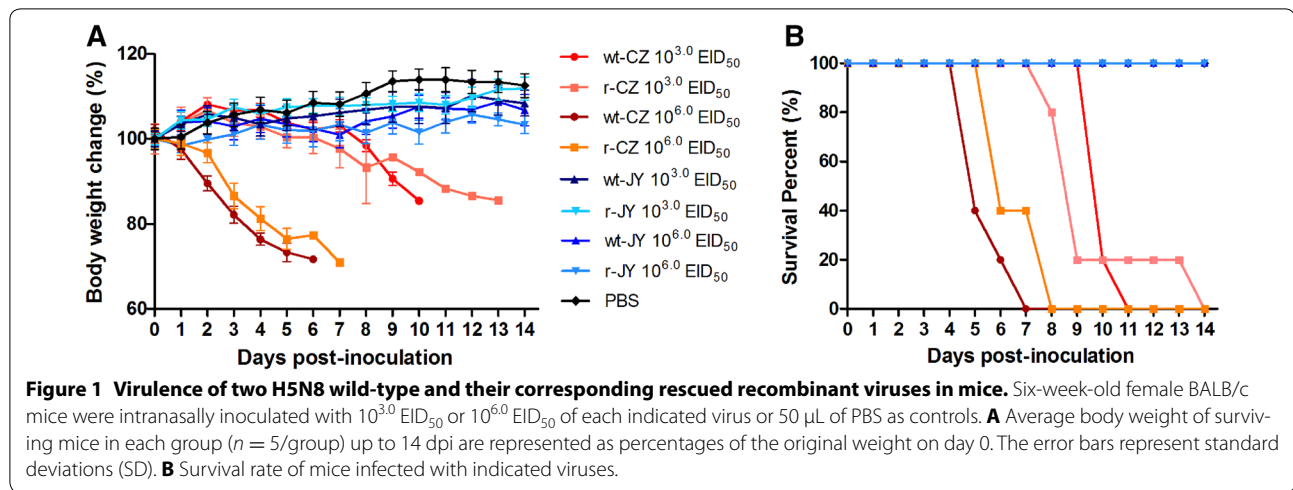 A
120
100
80
60
Body weight change (%)
0 1 2 3 4 5 6 7 8 9 10 11 12 13 14
Days post-inoculation
wt-CZ 10^3.0 EID50
r-CZ 10^3.0 EID50
wt-CZ 10^6.0 EID50
r-CZ 10^6.0 EID50
wt-JY 10^3.0 EID50
r-JY 10^3.0 EID50
wt-JY 10^6.0 EID50
r-JY 10^6.0 EID50
PBS
B
100
80
60
40
20
0
Survival Percent (%)
0 1 2 3 4 5 6 7 8 9 10 11 12 13 14
Days post-inoculation
Figure 1 Virulence of two H5N8 wild-type and their corresponding rescued recombinant viruses in mice. Six-week-old female BALB/c
mice were intranasally inoculated with 10^3.0 EID50 or 10^6.0 EID50 of each indicated virus or 50 µL of PBS as controls. A Average body weight of surviv-
ing mice in each group (n = 5/group) up to 14 dpi are represented as percentages of the original weight on day 0. The error bars represent standard
deviations (SD). B Survival rate of mice infected with indicated viruses.